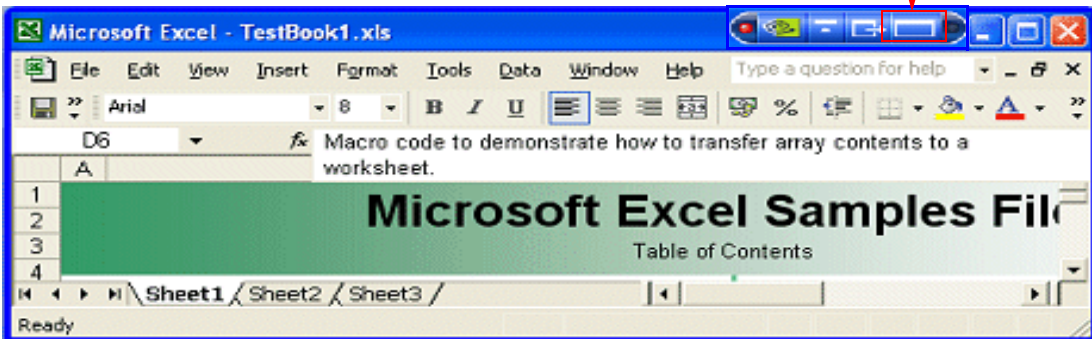 Microsoft Excel - TestBook1.xls
File Edit View Insert Format Tools Data Window Help Type a question for help
Arial 8 B I U % A
D6 fx Macro code to demonstrate how to transfer array contents to a
worksheet.
A
1
2 Microsoft Excel Samples File
3 Table of Contents
4
Sheet1 Sheet2 Sheet3
Ready